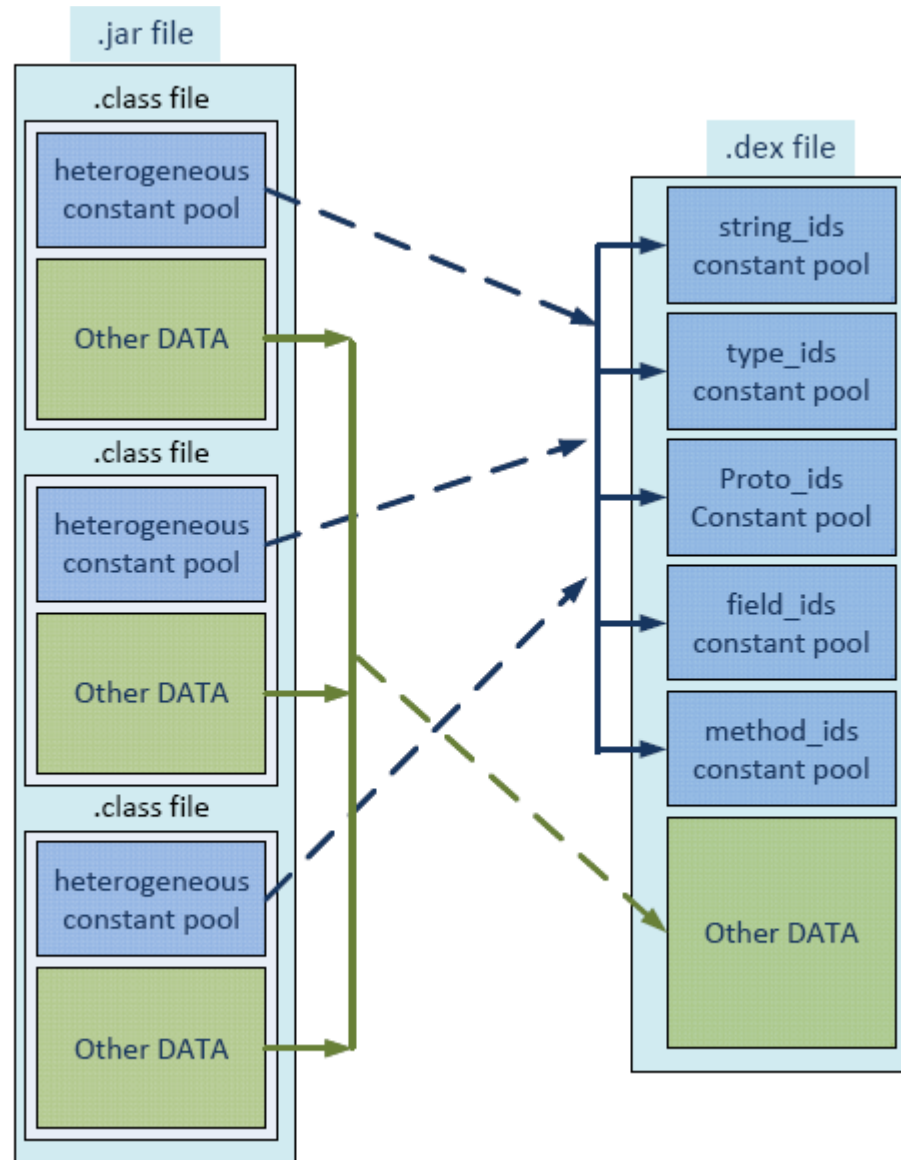 .jar file
.class file
heterogeneous
constant pool
Other DATA
.class file
heterogeneous
constant pool
Other DATA
.class file
heterogeneous
constant pool
Other DATA
.dex file
string_ids
constant pool
type_ids
constant pool
Proto_ids
Constant pool
field_ids
constant pool
method_ids
constant pool
Other DATA